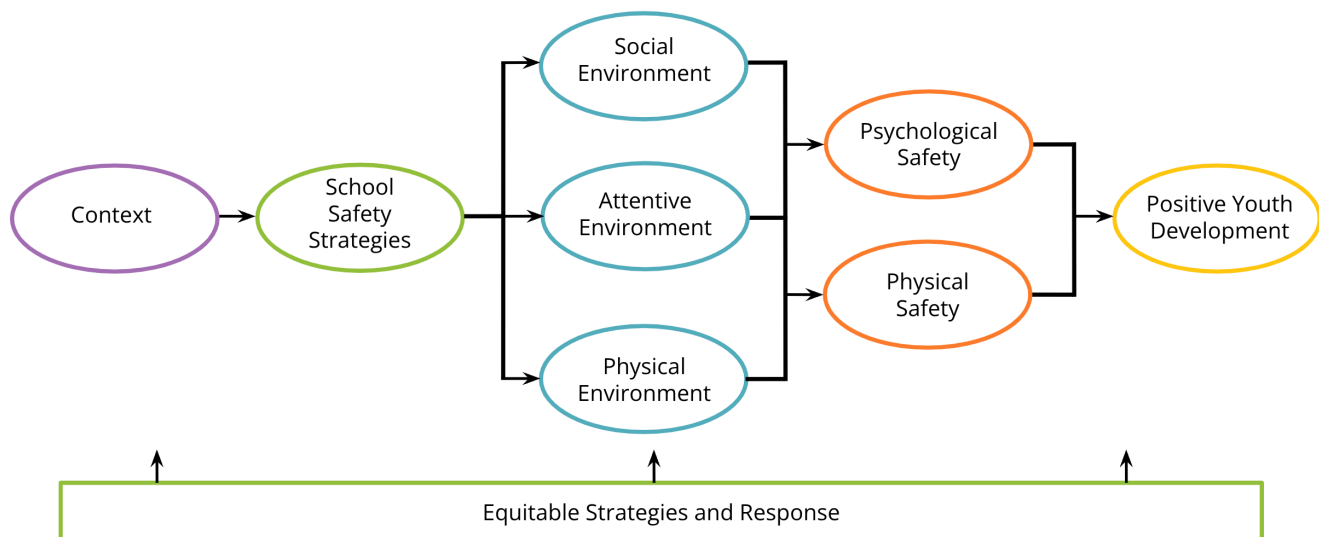 Context
School
Safety
Strategies
Social
Environment
Attentive
Environment
Physical
Environment
Psychological
Safety
Physical
Safety
Positive Youth
Development
Equitable Strategies and Response